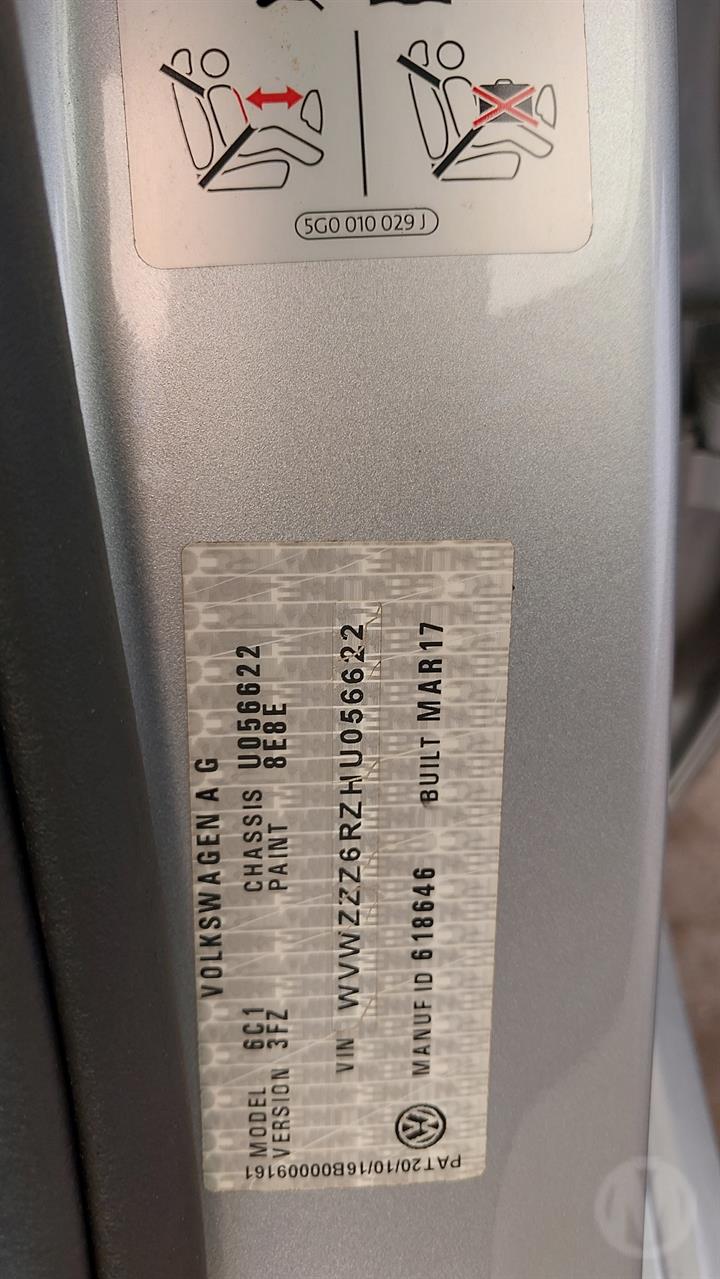 5G0 010 029 J
VOLKSWAGEN AG
MODEL 6C1 CHASSIS U056622
VERSION 3FZ PAINT 8E8E
VIN WVWZZZ6RZHU056622
MANUF ID 618646 BUILT MAR17
PAT20/10/16B00009161